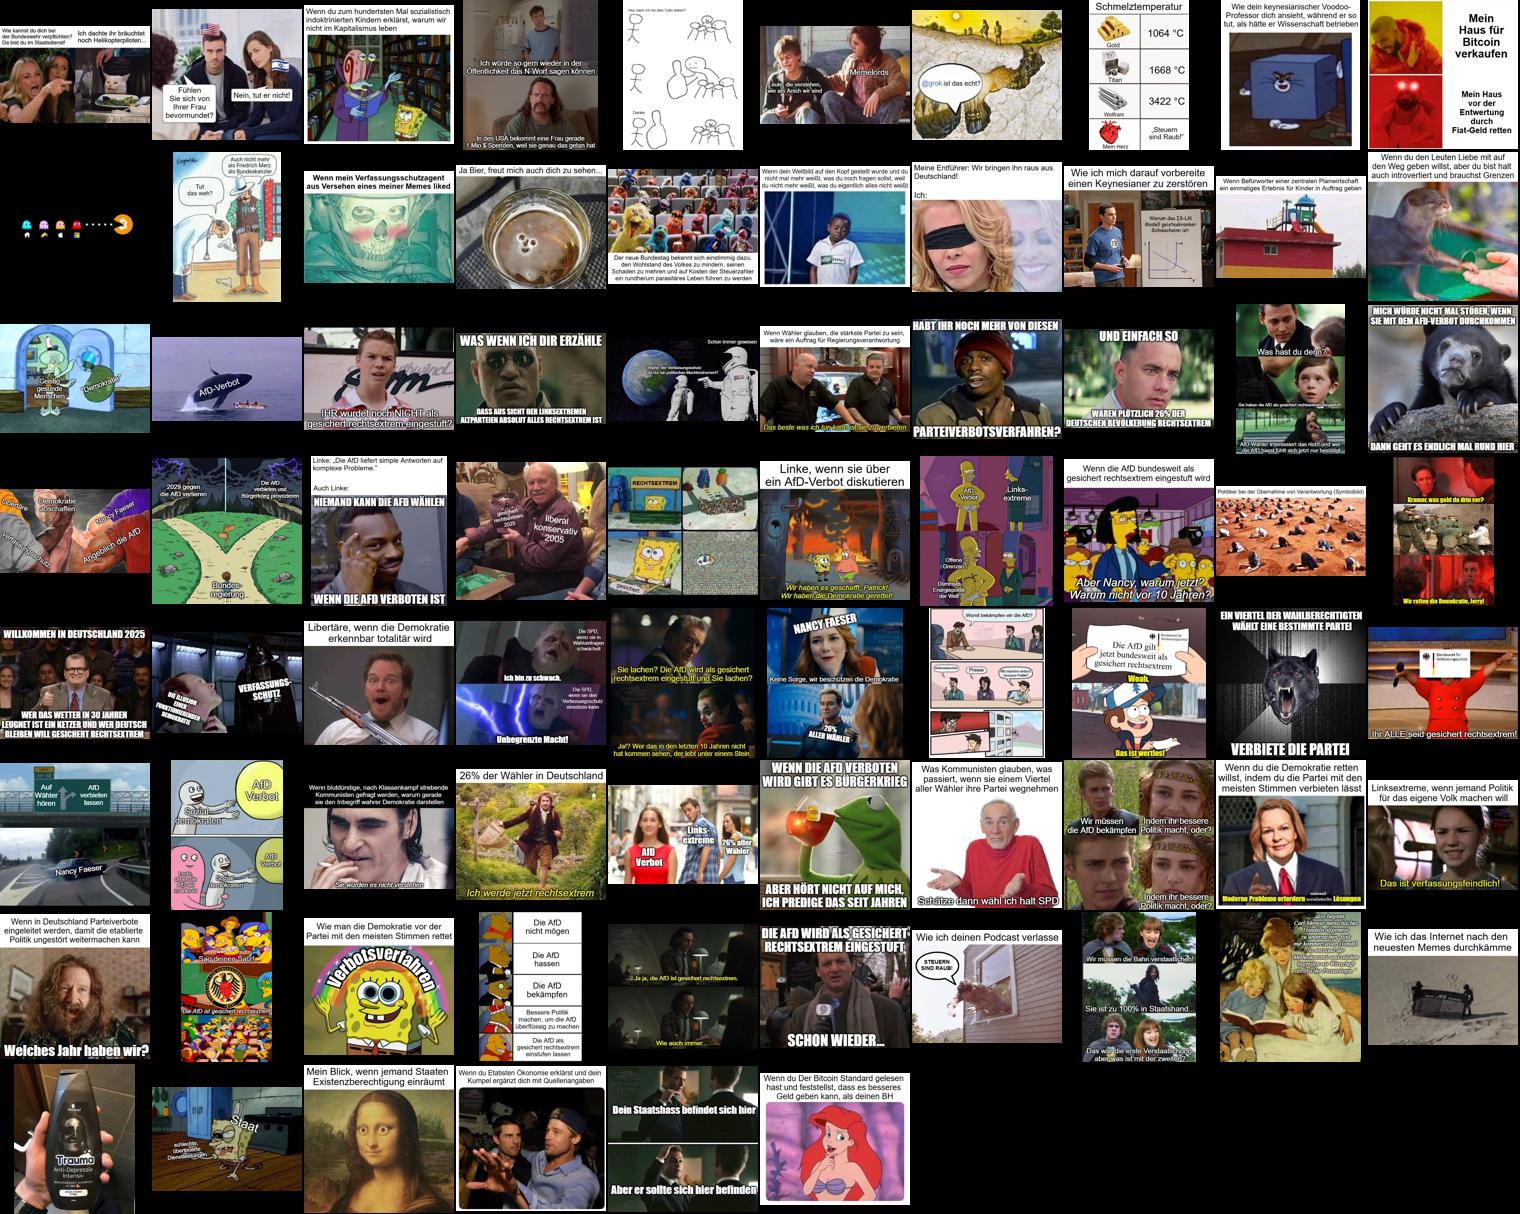 Wie kannst du dich bei
der Bundeswehr verpflichten?
Da bist du im Staatsdienst!
Ich dachte ihr bräuchtet
noch Helikopterpiloten...
Fühlen
Sie sich von
Ihrer Frau
bevormundet?
Nein, tut er nicht!
Wenn du zum hundertsten Mal sozialistisch
indoktrinierten Kindern erklärst, warum wir
nicht im Kapitalismus leben
Ich würde so gern wieder in der
Öffentlichkeit das N-Wort sagen können
In den USA bekommt eine Frau gerade
1 Mio $ Spenden, weil sie genau das getan hat
Danke
Leute, die verstehen,
wie am Arsch wir sind
Memelords
@grok ist das echt?
Schmelztemperatur
Gold
1064 °C
Titan
1668 °C
Wolfram
3422 °C
Mein Herz
„Steuern
sind Raub!"
Wie dein keynesianischer Voodoo-
Professor dich ansieht, während er so
tut, als hätte er Wissenschaft betrieben
Mein
Haus für
Bitcoin
verkaufen
Mein Haus
vor der
Entwertung
durch
Fiat-Geld retten
Tut
das weh?
Auch nicht mehr
als Friedrich Merz
als Bundeskanzler
Wenn mein Verfassungsschutzagent
aus Versehen eines meiner Memes liked
Ja Bier, freut mich auch dich zu sehen...
Der neue Bundestag bekennt sich einstimmig dazu,
den Wohlstand des Volkes zu mindern, seinen
Schaden zu mehren und auf Kosten der Steuerzahler
ein rundherum parasitäres Leben führen zu werden
Wenn dein Weltbild auf den Kopf gestellt wurde und du
nicht mal mehr weißt, was du noch fragen sollst, weil
du nicht mehr weißt, was du eigentlich alles nicht weißt
Meine Entführer: Wir bringen ihn raus aus
Deutschland!
Ich:
Wie ich mich darauf vorbereite
einen Keynesianer zu zerstören
Warum das IS-LM
Modell geisteskranker
Schwachsinn ist:
Wenn Befürworter einer zentralen Planwirtschaft
ein einmaliges Erlebnis für Kinder in Auftrag geben
Wenn du den Leuten Liebe mit auf
den Weg geben willst, aber du bist halt
auch introvertiert und brauchst Grenzen
Geistig
gesunde
Menschen
"Demokratie"
AfD-Verbot
Demokratie
IHR wurdet noch NICHT als
gesichert rechtsextrem eingestuft?
WAS WENN ICH DIR ERZÄHLE
DASS AUS SICHT DER LINKSEXTREMEN
ALTPARTEIEN ABSOLUT ALLES RECHTSEXTREM IST
Schon immer gewesen
Wenn Wähler glauben, die stärkste Partei zu sein,
wäre ein Auftrag für Regierungsverantwortung
Das beste was ich tun kann ist sie zu verbieten.
HABT IHR NOCH MEHR VON DIESEN
PARTEIVERBOTSVERFAHREN?
UND EINFACH SO
WAREN PLÖTZLICH 26% DER
DEUTSCHEN BEVÖLKERUNG RECHTSEXTREM
Was hast du denn?
MICH WÜRDE NICHT MAL STÖREN, WENN
SIE MIT DEM AFD-VERBOT DURCHKOMMEN
DANN GEHT ES ENDLICH MAL RUND HIER
Libertäre
Demokratie
abschaffen
Nancy Faeser
Verfassungsschutz
Angeblich die AfD
2029 gegen
die AfD verlieren
Die AfD
verbieten und
Bürgerkrieg provozieren
Bundes-
regierung
Linke: „Die AfD liefert simple Antworten auf
komplexe Probleme."
Auch Linke:
NIEMAND KANN DIE AFD WÄHLEN
WENN DIE AFD VERBOTEN IST
gesichert
rechtsextrem
2025
liberal
konservativ
2005
RECHTSEXTREM
gesichert
Linke, wenn sie über
ein AfD-Verbot diskutieren
Wir haben es geschafft, Patrick!
Wir haben die Demokratie gerettet!
AfD
Verbot
Links-
extreme
Offene
Grenzen
Dümmste
Energiepolitik
der Welt
Wenn die AfD bundesweit als
gesichert rechtsextrem eingestuft wird
Aber Nancy, warum jetzt?
Warum nicht vor 10 Jahren?
Politiker bei der Übernahme von Verantwortung (Symbolbild)
Kramer, was geht da drin vor?
Wir retten die Demokratie, Jerry!
WILLKOMMEN IN DEUTSCHLAND 2025
WER DAS WETTER IN 30 JAHREN
LEUGNET IST EIN KETZER UND WER DEUTSCH
BLEIBEN WILL GESICHERT RECHTSEXTREM
DIE ILLUSION
EINER
FUNKTIONIERENDEN
DEMOKRATIE
VERFASSUNGS-
SCHUTZ
Libertäre, wenn die Demokratie
erkennbar totalitär wird
Die SPD,
wenn sie in
Wahlumfragen
schwächelt
Ich bin zu schwach.
Die SPD,
wenn sie den
Verfassungsschutz
einsetzen kann
Unbegrenzte Macht!
Sie lachen? Die AfD wird als gesichert
rechtsextrem eingestuft und Sie lachen?
Ja!? Wer das in den letzten 10 Jahren nicht
hat kommen sehen, der lebt unter einem Stein.
NANCY FAESER
Keine Sorge, wir beschützen die Demokratie
26%
ALLER WÄHLER
Womit bekämpfen wir die AfD?
Presse
Wir machen einfach
bessere Politik?
Die AfD gilt
jetzt bundesweit als
gesichert rechtsextrem
Woah.
Das ist wertlos!
EIN VIERTEL DER WAHLBERECHTIGTEN
WÄHLT EINE BESTIMMTE PARTEI
VERBIETE DIE PARTEI
Bundesamt für
Verfassungsschutz
Ihr ALLE seid gesichert rechtsextrem!
Auf
Wähler
hören
AfD
verbieten
lassen
Nancy Faeser
Sozial-
demokraten
AfD
Verbot
Sozial-
demokraten
AfD
Verbot
Wenn blutdürstige, nach Klassenkampf strebende
Kommunisten gefragt werden, warum gerade
sie den Inbegriff wahrer Demokratie darstellen
Sie würden es nicht verstehen
26% der Wähler in Deutschland
Ich werde jetzt rechtsextrem
AfD
Verbot
Links-
extreme
26% aller
Wähler
WENN DIE AFD VERBOTEN
WIRD GIBT ES BÜRGERKRIEG
ABER HÖRT NICHT AUF MICH,
ICH PREDIGE DAS SEIT JAHREN
Was Kommunisten glauben, was
passiert, wenn sie einem Viertel
aller Wähler ihre Partei wegnehmen
Schätze dann wähl ich halt SPD
Wir müssen
die AfD bekämpfen
Indem ihr bessere
Politik macht, oder?
Indem ihr bessere
Politik macht, oder?
Wenn du die Demokratie retten
willst, indem du die Partei mit den
meisten Stimmen verbieten lässt
Moderne Probleme erfordern
national-
sozialistische
Lösungen
Linksextreme, wenn jemand Politik
für das eigene Volk machen will
Das ist verfassungsfeindlich!
Wenn in Deutschland Parteiverbote
eingeleitet werden, damit die etablierte
Politik ungestört weitermachen kann
Welches Jahr haben wir?
Sag deinen Satz!
Die AfD ist gesichert rechtsextrem
Wie man die Demokratie vor der
Partei mit den meisten Stimmen rettet
Verbotsverfahren
Die AfD
nicht mögen
Die AfD
hassen
Die AfD
bekämpfen
Bessere Politik
machen, um die AfD
überflüssig zu machen
Die AfD als
gesichert rechtsextrem
einstufen lassen
Ja ja, die AfD ist gesichert rechtsextrem.
Wie auch immer...
DIE AFD WIRD ALS GESICHERT
RECHTSEXTREM EINGESTUFT
SCHON WIEDER...
Wie ich deinen Podcast verlasse
STEUERN
SIND RAUB!
Wir müssen die Bahn verstaatlichen!
Sie ist zu 100% in Staatshand...
Das war die erste Verstaatlichung,
aber was ist mit der zweiten?
Wie ich das Internet nach den
neuesten Memes durchkämme
Trauma
Anti-Depressiv
Intensiv
schlechte,
überteuerte
Dienstleistungen
Staat
Mein Blick, wenn jemand Staaten
Existenzberechtigung einräumt
Wenn du Etatisten Ökonomie erklärst und dein
Kumpel ergänzt dich mit Quellenangaben
Dein Staatshass befindet sich hier
Aber er sollte sich hier befinden
Wenn du Der Bitcoin Standard gelesen
hast und feststellst, dass es besseres
Geld geben kann, als deinen BH